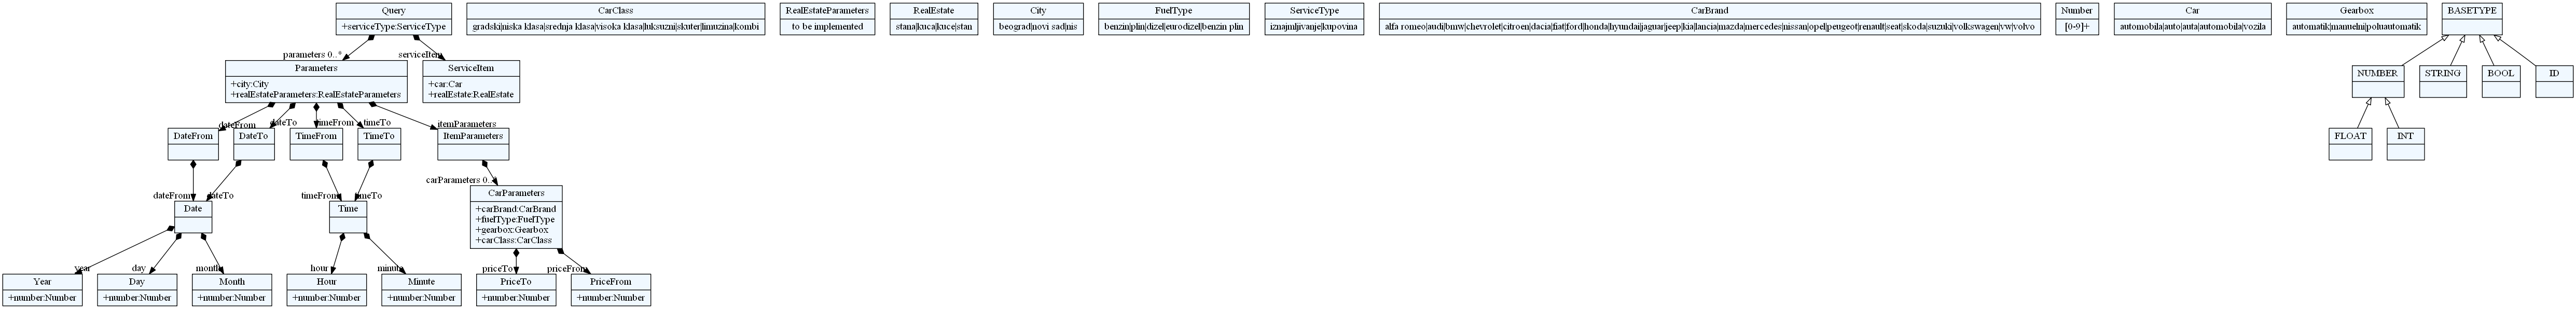 Query
+serviceType:ServiceType
CarClass
gradski|niska klasa|srednja klasa|visoka klasa|luksuzni|skuter|limuzina|kombi
RealEstateParameters
to be implemented
RealEstate
stana|kuca|kuce|stan
City
beograd|novi sad|nis
FuelType
benzin|plin|dizel|eurodizel|benzin plin
ServiceType
iznajmljivanje|kupovina
CarBrand
alfa romeo|audi|bmw|chevrolet|citroen|dacia|fiat|ford|honda|hyundai|jaguar|jeep|kia|lancia|mazda|mercedes|nissan|opel|peugeot|renault|seat|skoda|suzuki|volkswagen|vw|volvo
Number
[0-9]+
Car
automobila|auto|auta|automobila|vozila
Gearbox
automatik|manuelni|poluautomatik
BASETYPE
parameters 0..*
serviceItem
Parameters
+city:City
+realEstateParameters:RealEstateParameters
ServiceItem
+car:Car
+realEstate:RealEstate
NUMBER
STRING
BOOL
ID
dateFrom
dateTo
timeFrom
timeTo
itemParameters
DateFrom
DateTo
TimeFrom
TimeTo
ItemParameters
FLOAT
INT
carParameters 0..*
dateFrom
dateTo
timeFrom
timeTo
Date
Time
CarParameters
+carBrand:CarBrand
+fuelType:FuelType
+gearbox:Gearbox
+carClass:CarClass
year
day
month
hour
minute
priceTo
priceFrom
Year
+number:Number
Day
+number:Number
Month
+number:Number
Hour
+number:Number
Minute
+number:Number
PriceTo
+number:Number
PriceFrom
+number:Number